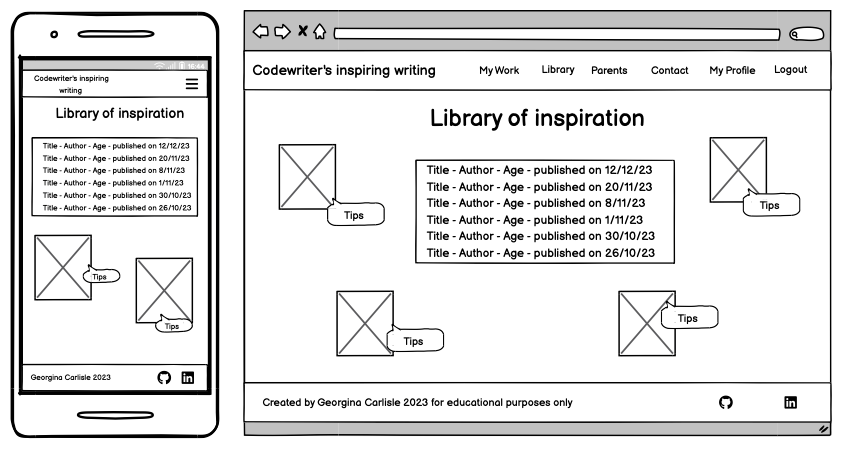 16:44
Codewriter's inspiring
writing
Library of inspiration
Title - Author - Age - published on 12/12/23
Title - Author - Age - published on 20/11/23
Title - Author - Age - published on 8/11/23
Title - Author - Age - published on 1/11/23
Title - Author - Age - published on 30/10/23
Title - Author - Age - published on 26/10/23
Tips
Tips
Georgina Carlisle 2023
in
Codewriter's inspiring writing
My Work Library Parents Contact My Profile Logout
Library of inspiration
Title - Author - Age - published on 12/12/23
Title - Author - Age - published on 20/11/23
Title - Author - Age - published on 8/11/23
Title - Author - Age - published on 1/11/23
Title - Author - Age - published on 30/10/23
Title - Author - Age - published on 26/10/23
Tips
Tips
Tips
Tips
Created by Georgina Carlisle 2023 for educational purposes only
in